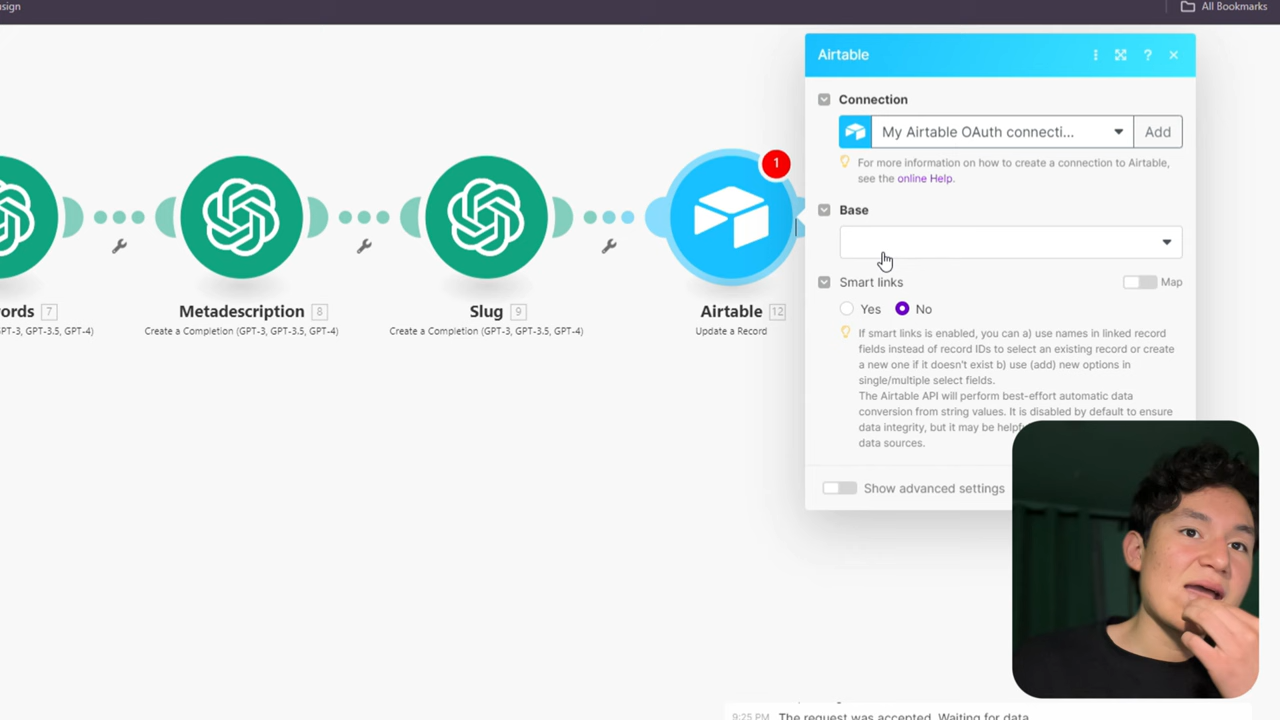 sign
All Bookmarks
Airtable
?
Connection
My Airtable OAuth connecti...
Add
For more information on how to create a connection to Airtable,
see the online Help.
Base
Smart links
Map
Yes
No
If smart links is enabled, you can a) use names in linked record
fields instead of record IDs to select an existing record or create
a new one if it doesn't exist b) use (add) new options in
single/multiple select fields.
The Airtable API will perform best-effort automatic data
conversion from string values. It is disabled by default to ensure
data integrity, but it may be helpf
data sources.
Show advanced settings
1
ords 7
GPT-3, GPT-3.5, GPT-4)
Metadescription 8
Create a Completion (GPT-3, GPT-3.5, GPT-4)
Slug 9
Create a Completion (GPT-3, GPT-3.5, GPT-4)
Airtable 12
Update a Record
9:25 PM The request was accepted. Waiting for data.